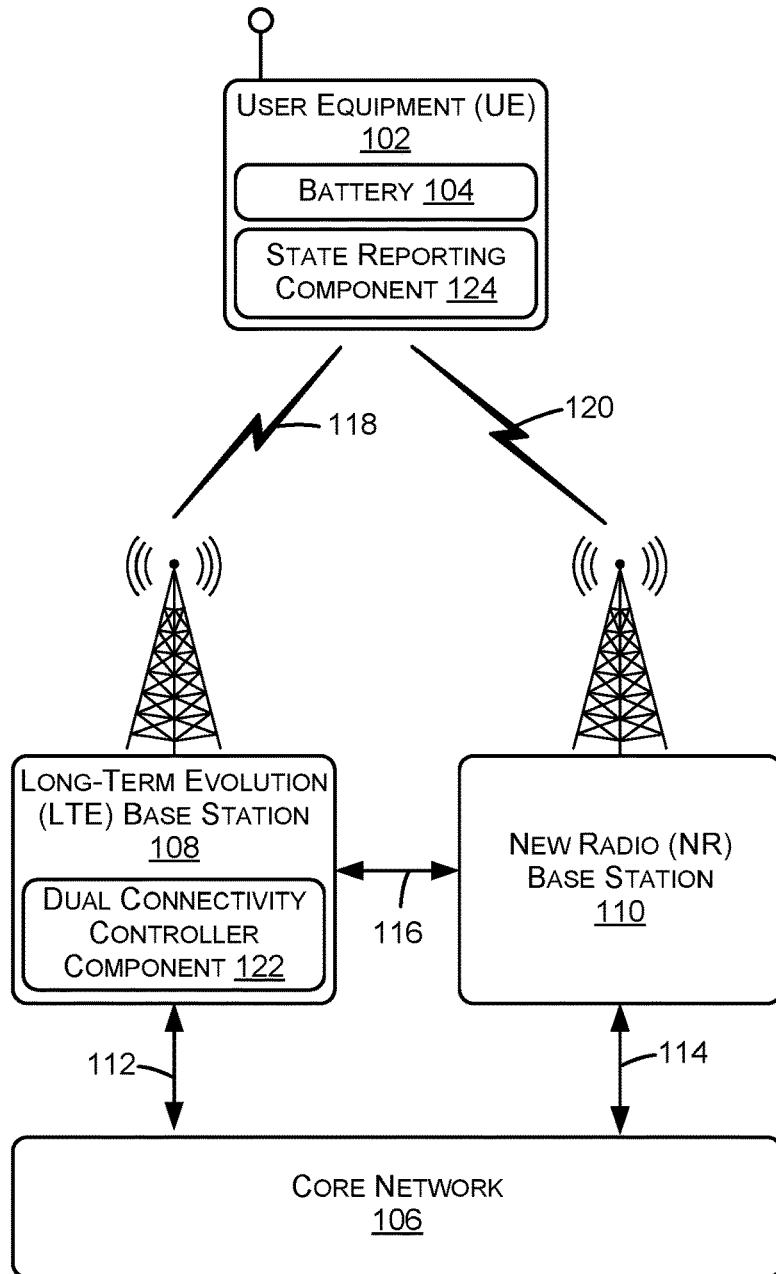 USER EQUIPMENT (UE)
102
BATTERY 104
STATE REPORTING
COMPONENT 124
118
120
LONG-TERM EVOLUTION
(LTE) BASE STATION
108
DUAL CONNECTIVITY
CONTROLLER
COMPONENT 122
116
NEW RADIO (NR)
BASE STATION
110
112
114
CORE NETWORK
106